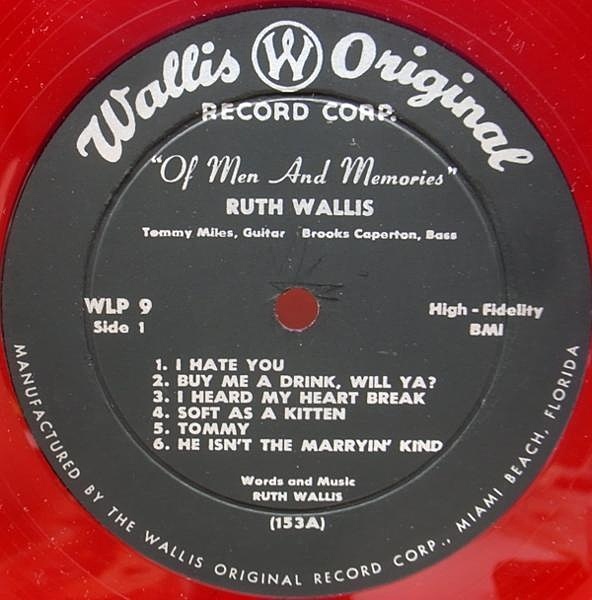 Wallis W Original
RECORD CORP.
"Of Men And Memories"
RUTH WALLIS
Tommy Miles, Guitar Brooks Caperton, Bass
WLP 9 High - Fidelity
Side 1 BMI
1. I HATE YOU
2. BUY ME A DRINK, WILL YA?
3. I HEARD MY HEART BREAK
4. SOFT AS A KITTEN
5. TOMMY
6. HE ISN'T THE MARRYIN' KIND
Words and Music
RUTH WALLIS
(153A)
MANUFACTURED BY THE WALLIS ORIGINAL RECORD CORP., MIAMI BEACH, FLORIDA